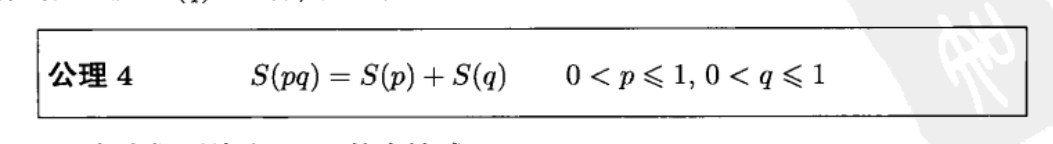 公理 4 S(pq) = S(p) + S(q) 0 < p ⩽ 1, 0 < q ⩽ 1